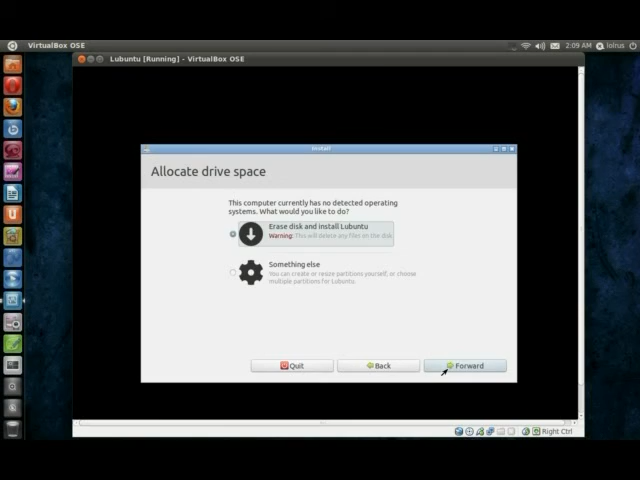 VirtualBox OSE
2:09 AM
lolrus
Lubuntu [Running] - VirtualBox OSE
Install
Allocate drive space
This computer currently has no detected operating
systems. What would you like to do?
Erase disk and install Lubuntu
Warning: This will delete any files on the disk.
Something else
You can create or resize partitions yourself, or choose
multiple partitions for Lubuntu.
Quit
Back
Forward
Right Ctrl